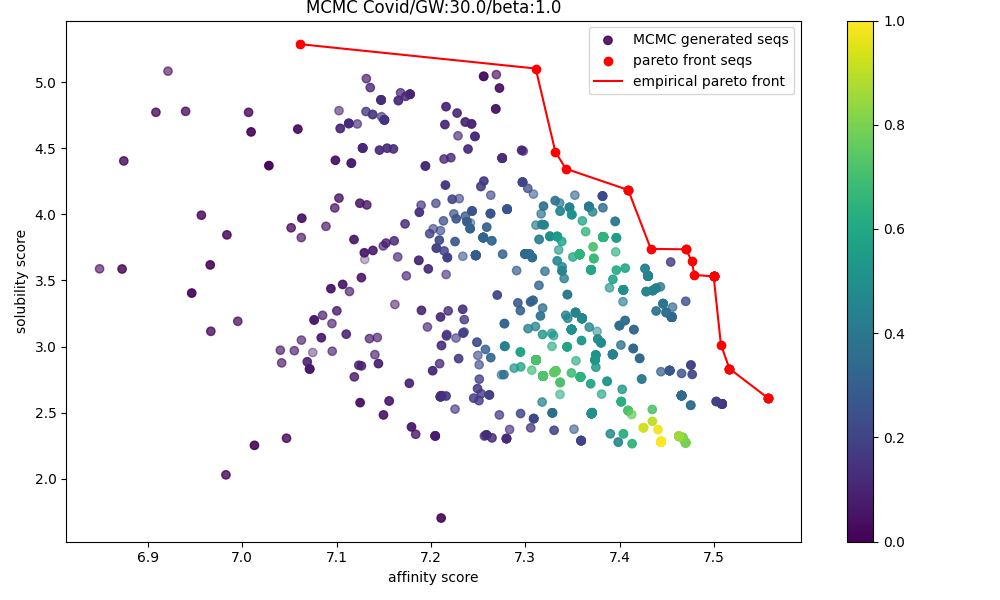 MCMC Covid/GW:30.0/beta:1.0
MCMC generated seqs
pareto front seqs
empirical pareto front
solubility score
5.0
4.5
4.0
3.5
3.0
2.5
2.0
6.9 7.0 7.1 7.2 7.3 7.4 7.5
affinity score
1.0
0.8
0.6
0.4
0.2
0.0